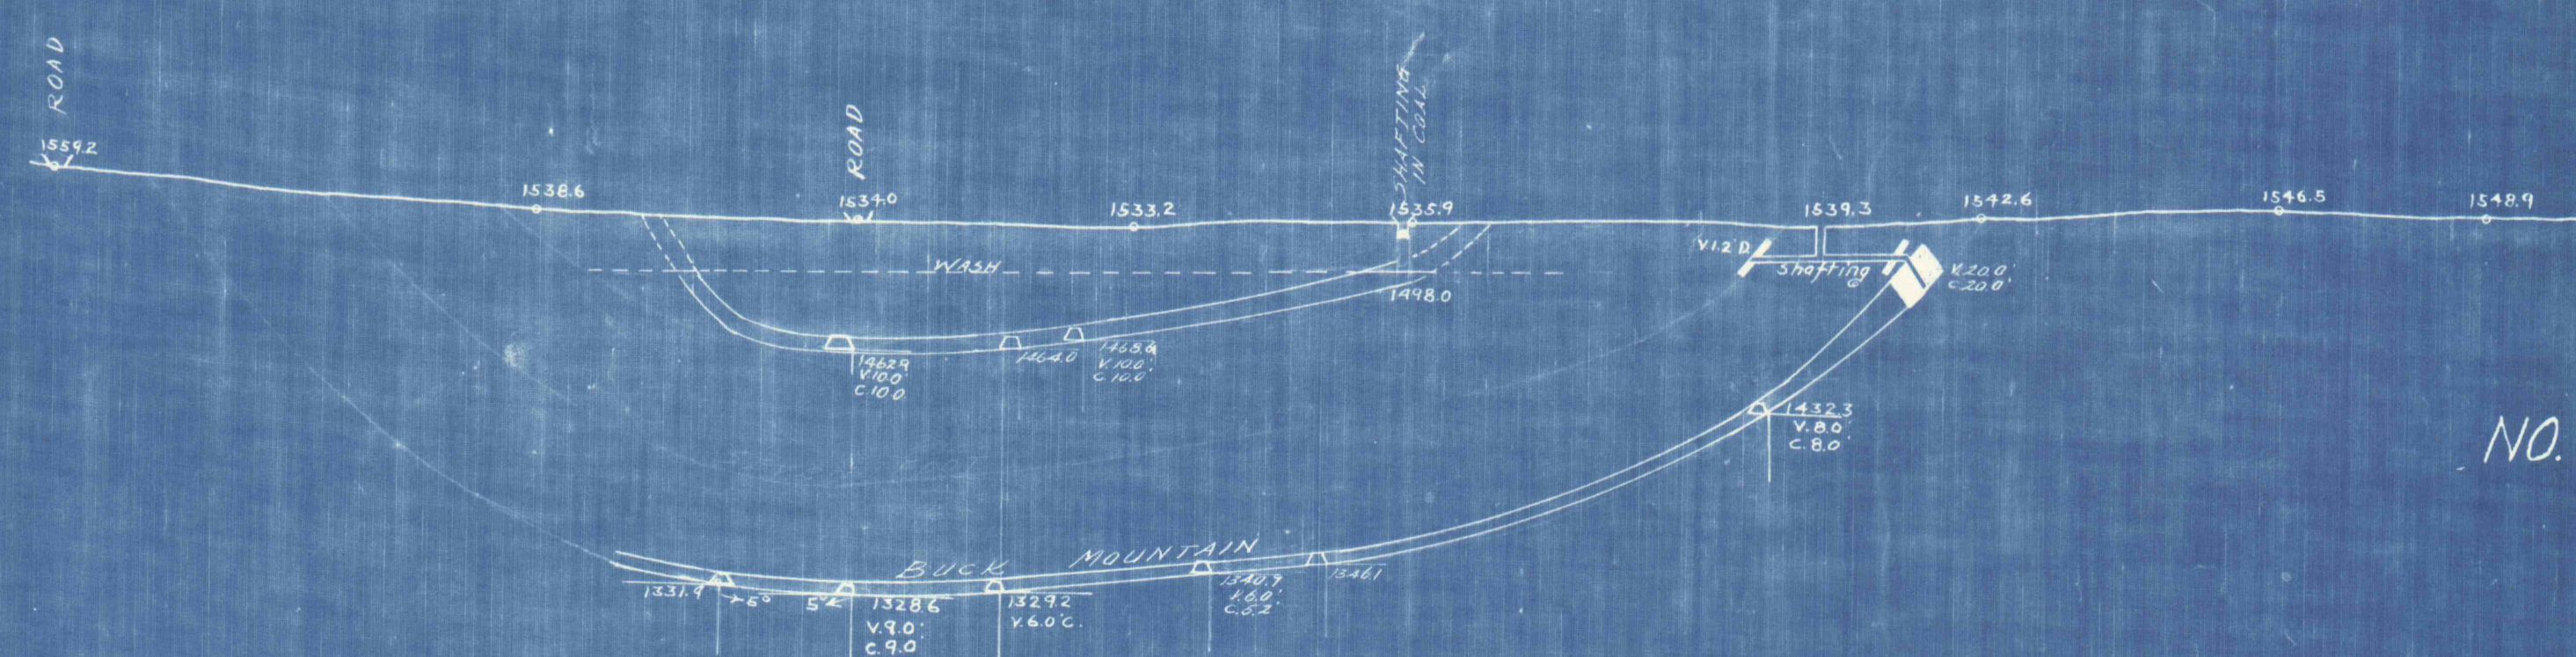 ROAD
1559.2
1538.6
ROAD
1534.0
1533.2
SHAFTING
IN COAL
1535.9
1539.3
1542.6
1546.5
1548.9
WASH
V.1.2'D.
Shafting
V.20.0'
C.20.0'
1498.0
1462.9
V.10.0'
C.10.0
1464.0
1468.6
V.10.0'
C.10.0'
1432.3
V.8.0'
C.8.0'
NO.
BUCK MOUNTAIN
1331.9
5°
5°
1328.6
V.9.0'
C.9.0
1329.2
V.6.0'C.
1340.9
V.6.0'
1346.1